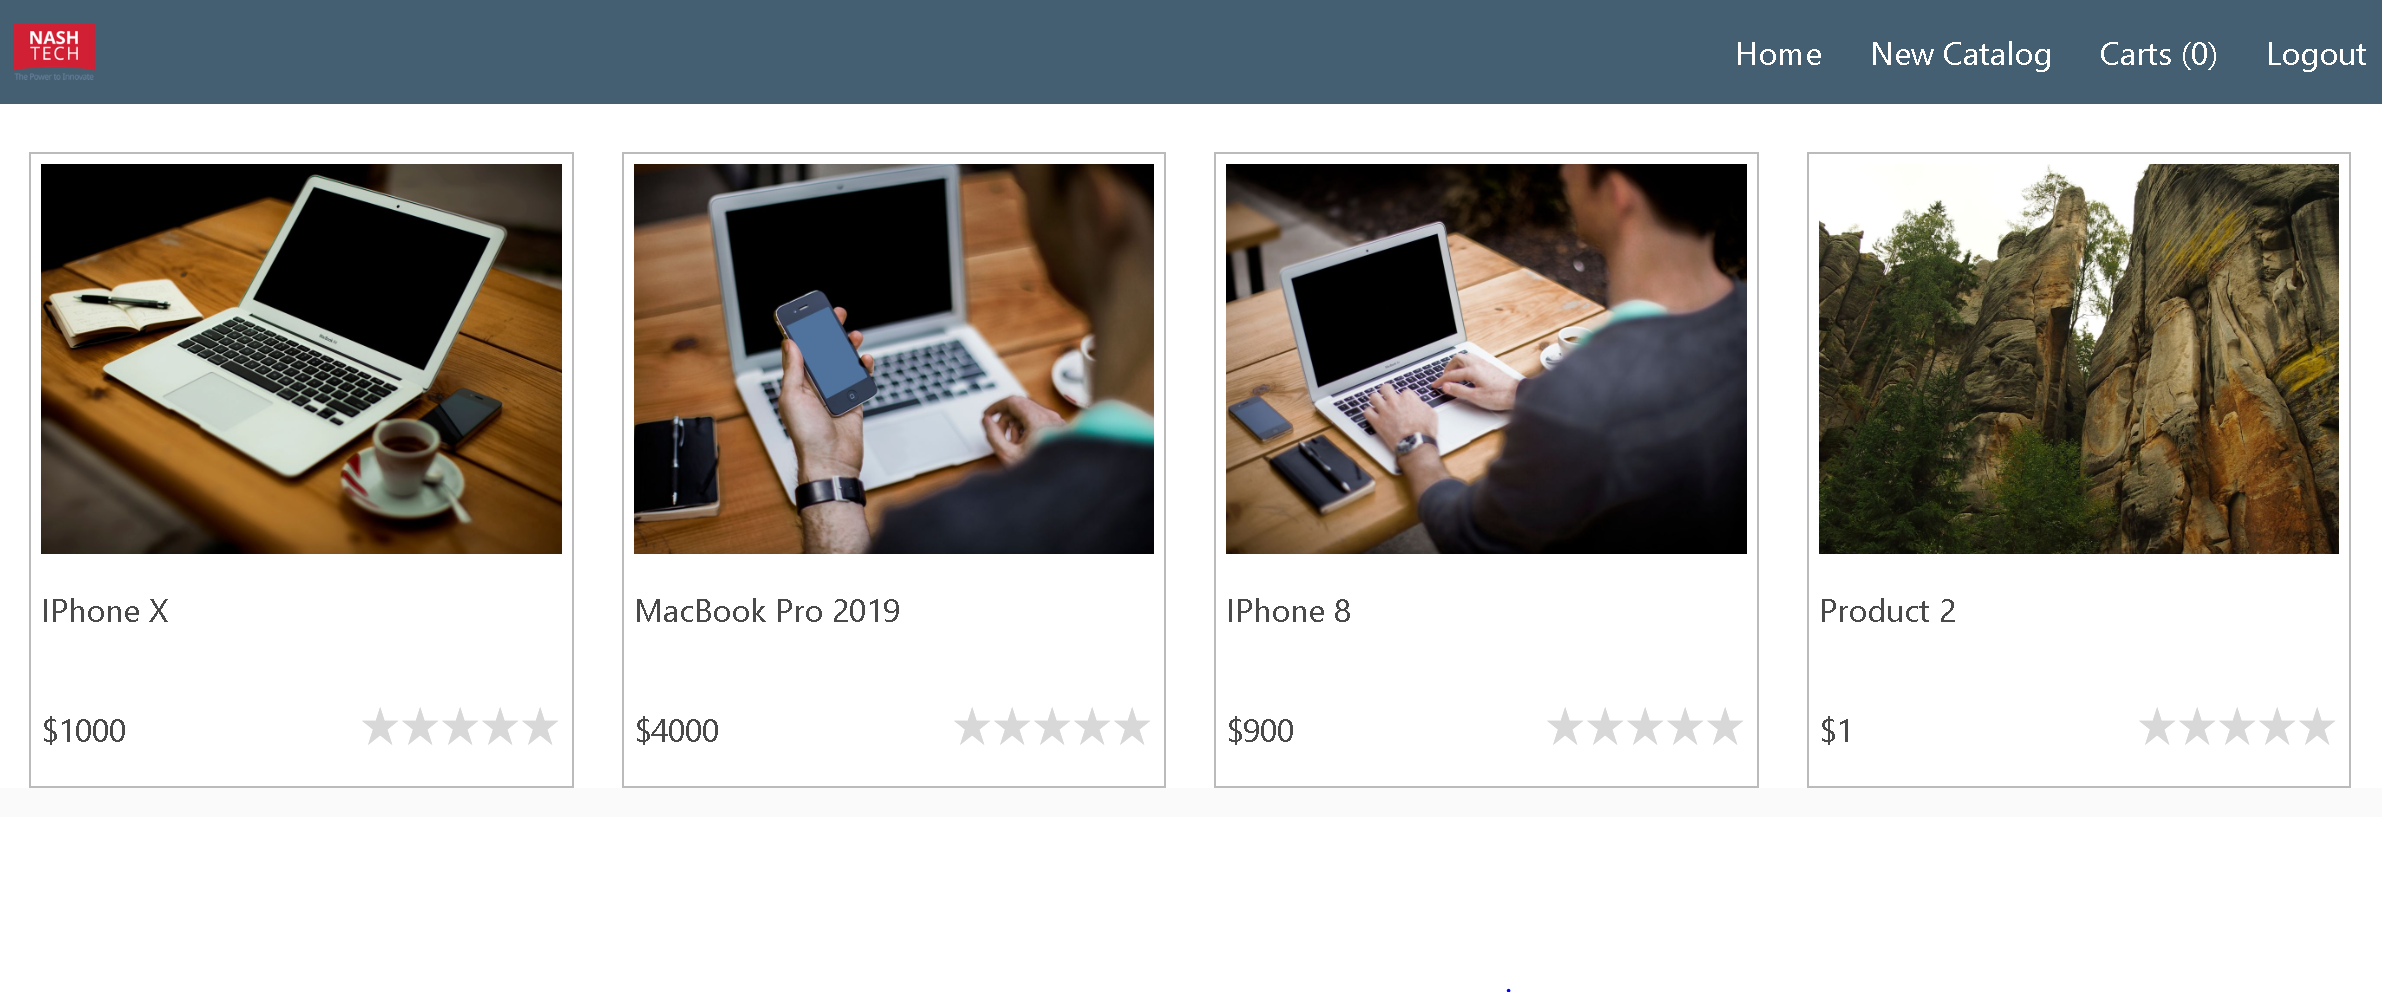 NASH
TECH
The Power to Innovate
Home New Catalog Carts (0) Logout
IPhone X
MacBook Pro 2019
IPhone 8
Product 2
$1000
$4000
$900
$1